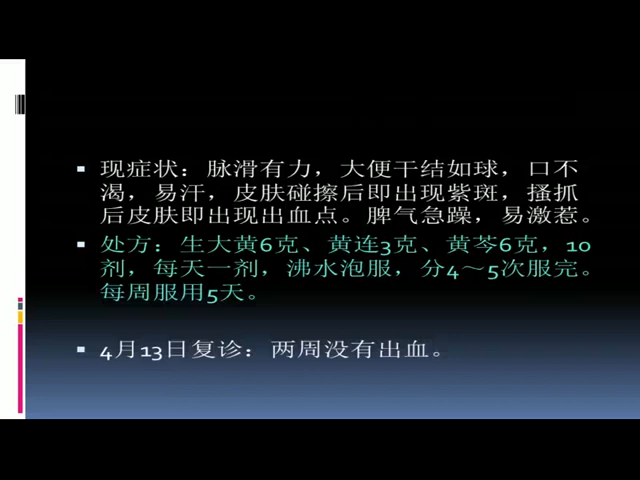 现症状：脉滑有力，大便干结如球，口不
渴，易汗，皮肤碰擦后即出现紫斑，搔抓
后皮肤即出现出血点。脾气急躁，易激惹。
处方：生大黄6克、黄连3克、黄芩6克，10
剂，每天一剂，沸水泡服，分4～5次服完。
每周服用5天。
4月13日复诊：两周没有出血。